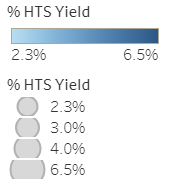 % HTS Yield
2.3% 6.5%
% HTS Yield
2.3%
3.0%
4.0%
6.5%